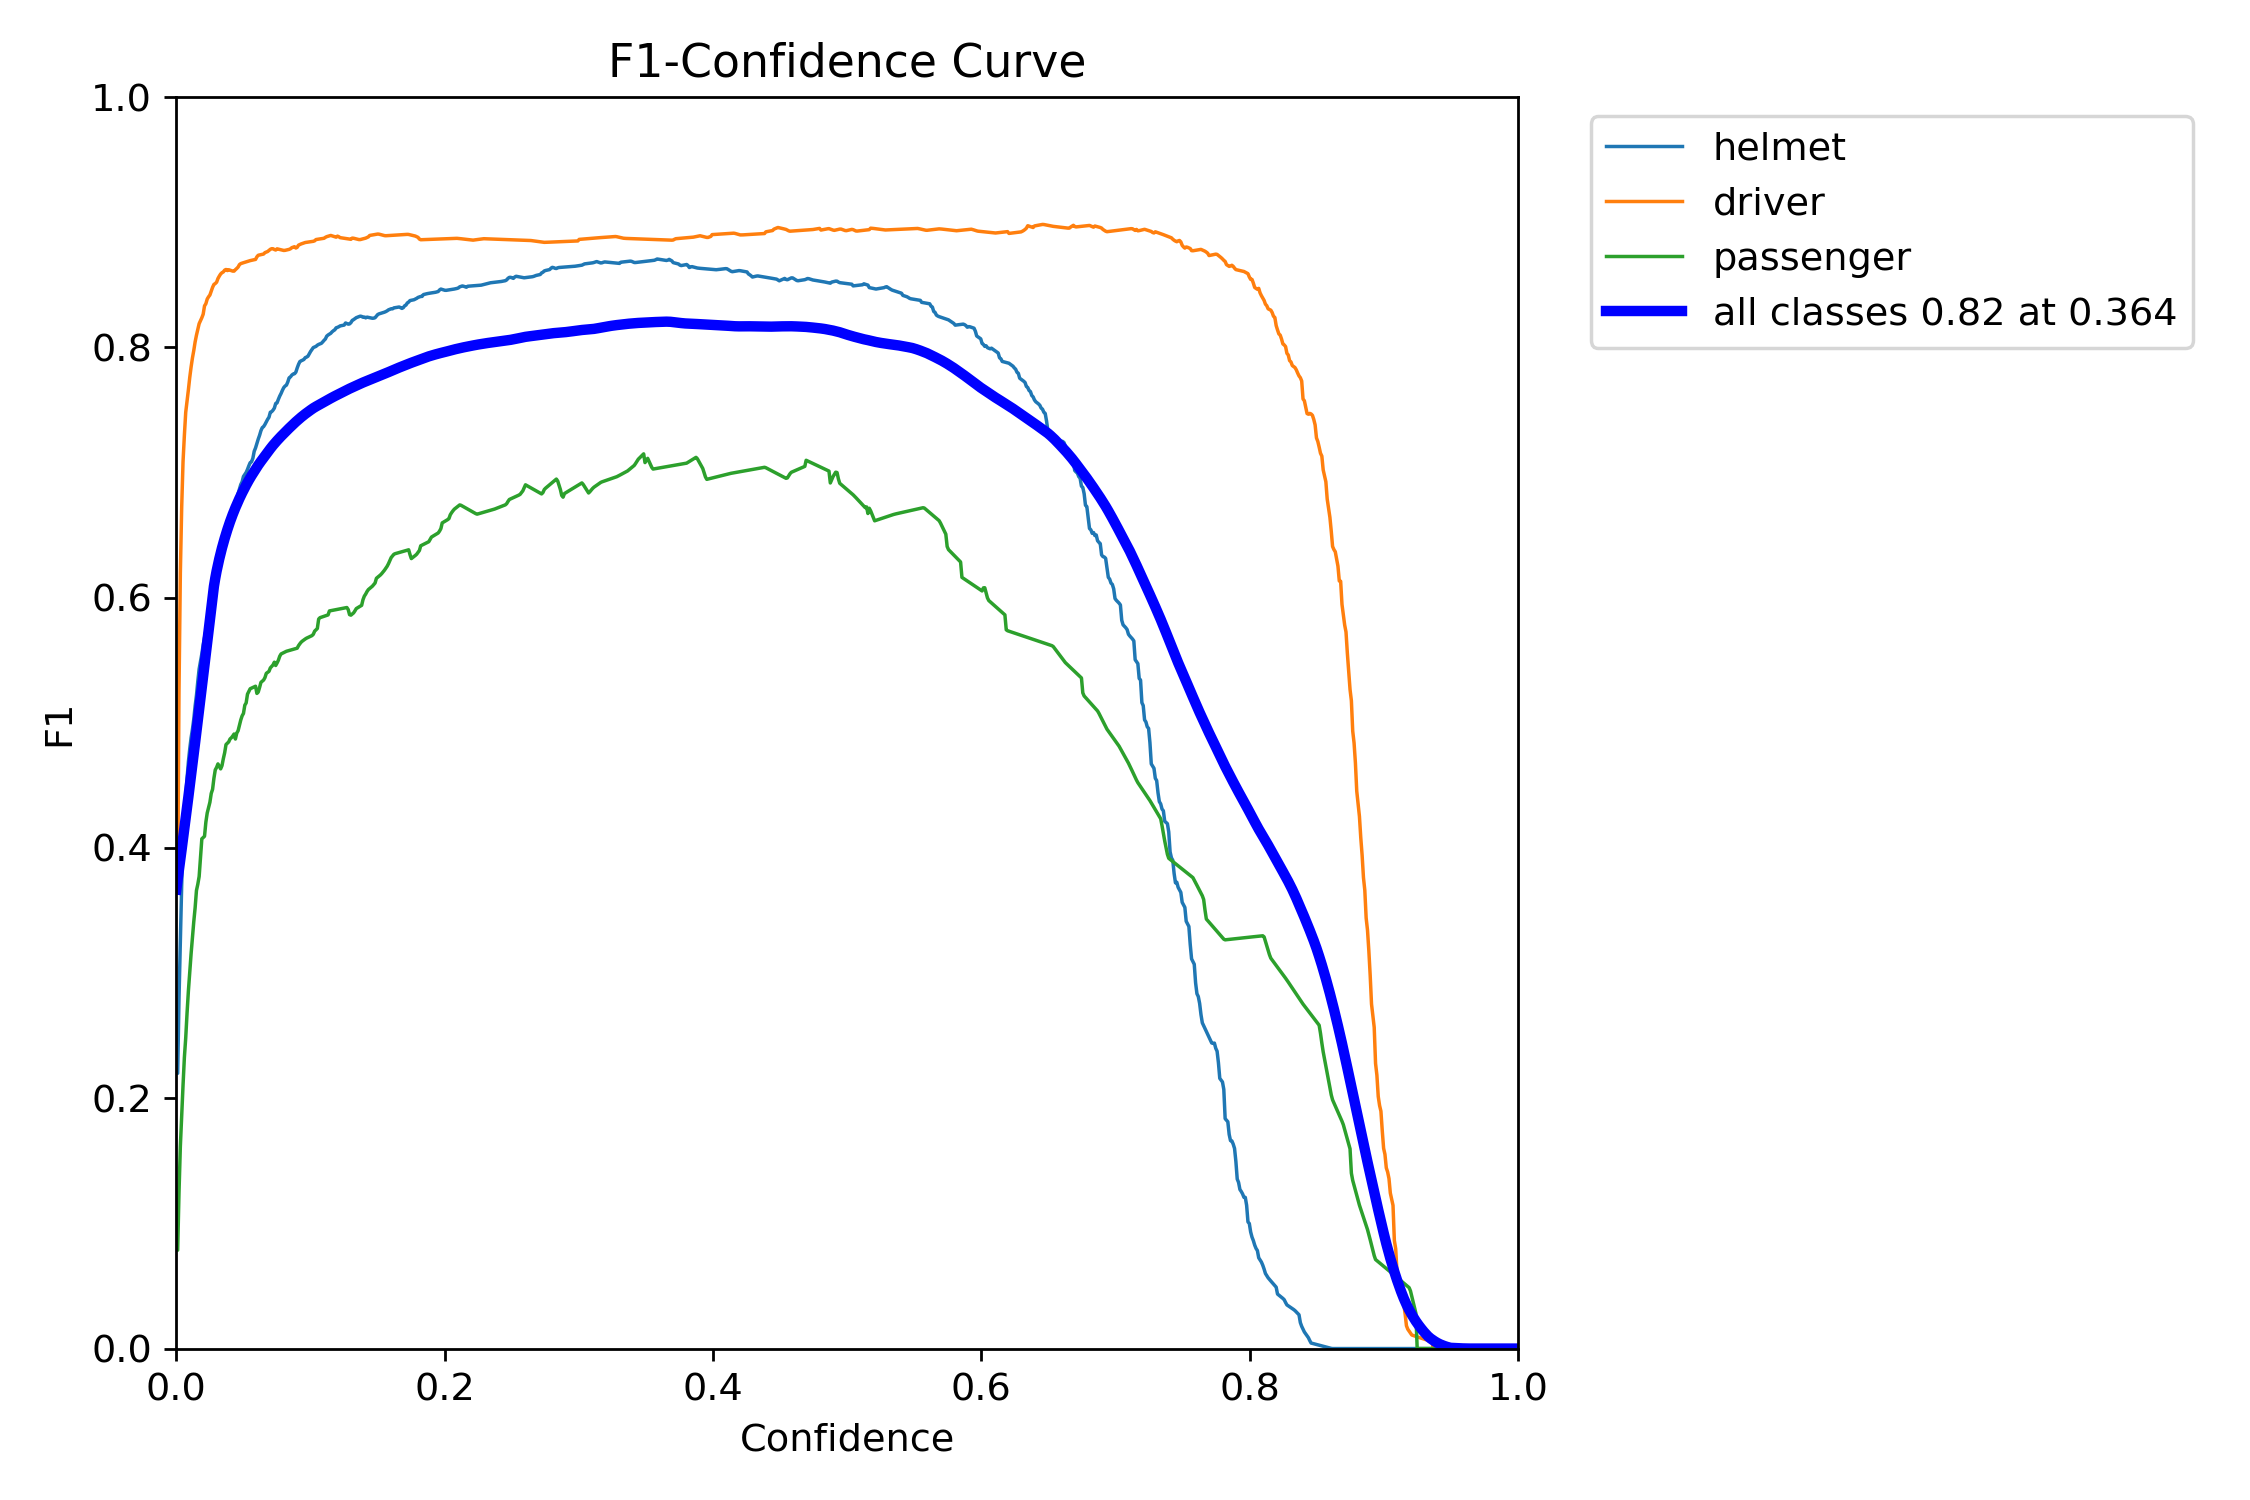 F1-Confidence Curve
helmet
driver
passenger
all classes 0.82 at 0.364
F1
1.0
0.8
0.6
0.4
0.2
0.0
0.0 0.2 0.4 0.6 0.8 1.0
Confidence